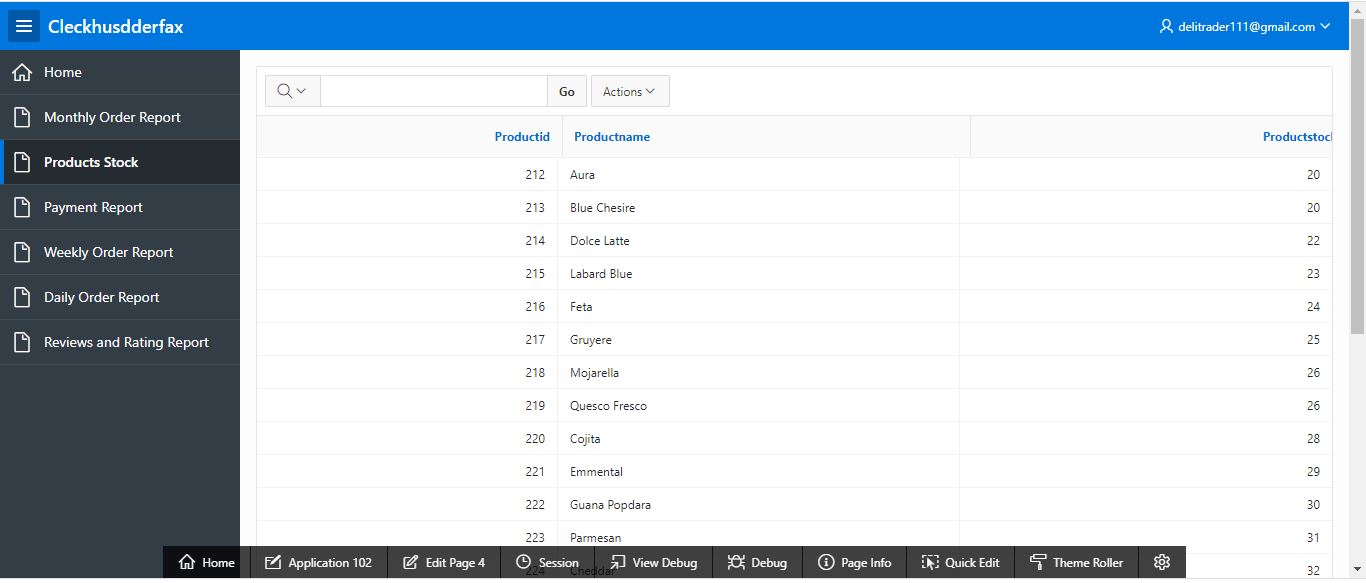 Cleckhusdderfax
delitrader111@gmail.com
Home
Monthly Order Report
Products Stock
Payment Report
Weekly Order Report
Daily Order Report
Reviews and Rating Report
Go
Actions
Productid Productname Productstock
212 Aura 20
213 Blue Chesire 20
214 Dolce Latte 22
215 Labard Blue 23
216 Feta 24
217 Gruyere 25
218 Mojarella 26
219 Quesco Fresco 26
220 Cojita 28
221 Emmental 29
222 Guana Popdara 30
223 Parmesan 31
224 Cheddar 32
Home Application 102 Edit Page 4 Session View Debug Debug Page Info Quick Edit Theme Roller